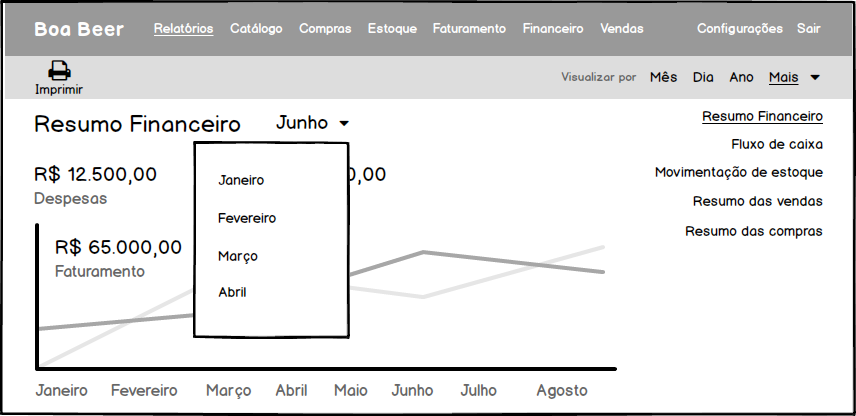 Boa Beer Relatórios Catálogo Compras Estoque Faturamento Financeiro Vendas Configurações Sair
Imprimir
Visualizar por Mês Dia Ano Mais
Resumo Financeiro Junho
R$ 12.500,00 0,00
Despesas
R$ 65.000,00
Faturamento
Janeiro
Fevereiro
Março
Abril
Resumo Financeiro
Fluxo de caixa
Movimentação de estoque
Resumo das vendas
Resumo das compras
Janeiro Fevereiro Março Abril Maio Junho Julho Agosto